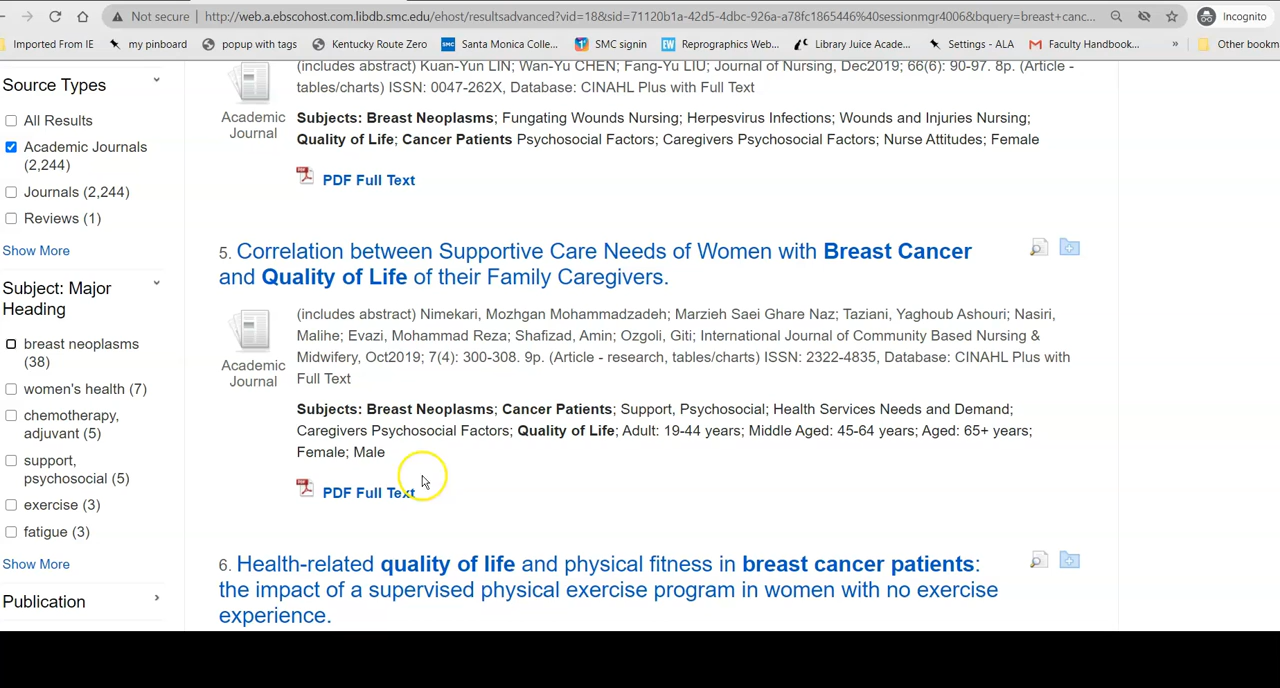 Not secure | http://web.a.ebscohost.com.libdb.smc.edu/ehost/resultsadvanced?vid=18&sid=71120b1a-42d5-4dbc-926a-a78fc1865446%40sessionmgr4006&bquery=breast+canc... Incognito
Imported From IE my pinboard popup with tags Kentucky Route Zero SMC Santa Monica Colle... SMC signin EW Reprographics Web... Library Juice Acade... Settings - ALA Faculty Handbook... » Other bookm
Source Types
All Results
Academic Journals
(2,244)
Journals (2,244)
Reviews (1)
Show More
Subject: Major
Heading
breast neoplasms
(38)
women's health (7)
chemotherapy,
adjuvant (5)
support,
psychosocial (5)
exercise (3)
fatigue (3)
Show More
Publication
Academic
Journal
(includes abstract) Kuan-Yun LIN; Wan-Yu CHEN; Fang-Yu LIU; Journal of Nursing, Dec2019; 66(6): 90-97. 8p. (Article -
tables/charts) ISSN: 0047-262X, Database: CINAHL Plus with Full Text
Subjects: Breast Neoplasms; Fungating Wounds Nursing; Herpesvirus Infections; Wounds and Injuries Nursing;
Quality of Life; Cancer Patients Psychosocial Factors; Caregivers Psychosocial Factors; Nurse Attitudes; Female
PDF Full Text
5. Correlation between Supportive Care Needs of Women with Breast Cancer
and Quality of Life of their Family Caregivers.
Academic
Journal
(includes abstract) Nimekari, Mozhgan Mohammadzadeh; Marzieh Saei Ghare Naz; Taziani, Yaghoub Ashouri; Nasiri,
Malihe; Evazi, Mohammad Reza; Shafizad, Amin; Ozgoli, Giti; International Journal of Community Based Nursing &
Midwifery, Oct2019; 7(4): 300-308. 9p. (Article - research, tables/charts) ISSN: 2322-4835, Database: CINAHL Plus with
Full Text
Subjects: Breast Neoplasms; Cancer Patients; Support, Psychosocial; Health Services Needs and Demand;
Caregivers Psychosocial Factors; Quality of Life; Adult: 19-44 years; Middle Aged: 45-64 years; Aged: 65+ years;
Female; Male
PDF Full Text
6. Health-related quality of life and physical fitness in breast cancer patients:
the impact of a supervised physical exercise program in women with no exercise
experience.